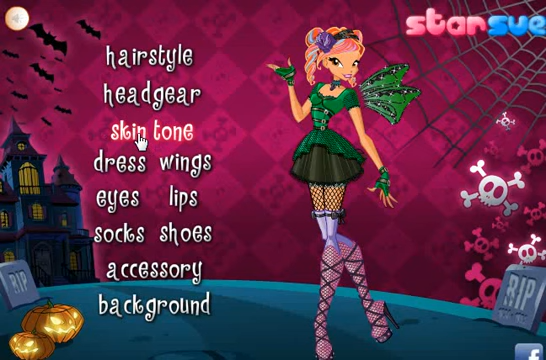 starsue
hairstyle
headgear
skin tone
dress wings
eyes lips
socks shoes
accessory
background
RIP
RIP
f